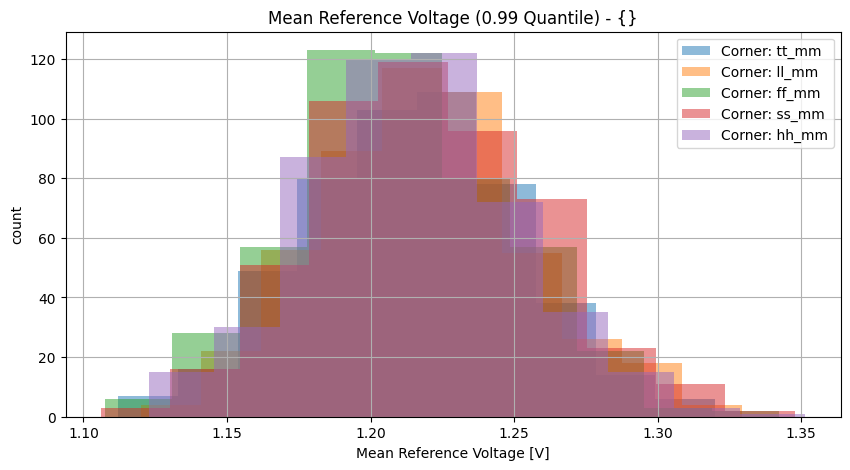 Mean Reference Voltage (0.99 Quantile) - {}
120
100
80
60
40
20
0
count
1.10
1.15
1.20
1.25
1.30
1.35
Mean Reference Voltage [V]
Corner: tt_mm
Corner: ll_mm
Corner: ff_mm
Corner: ss_mm
Corner: hh_mm